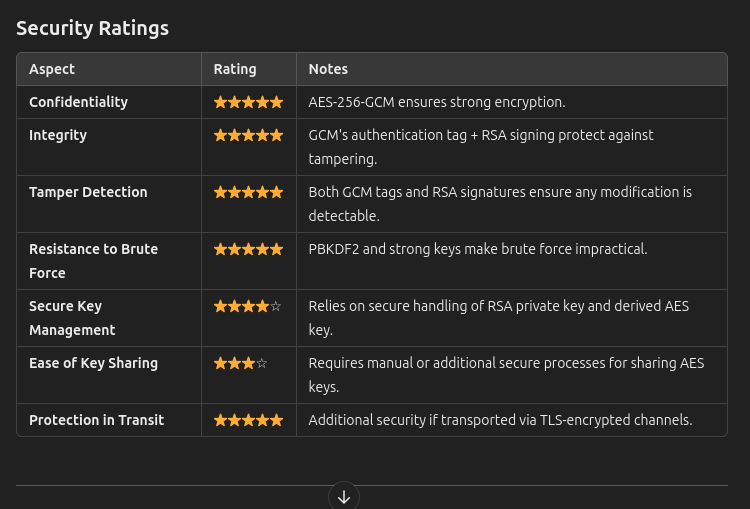 Security Ratings
Aspect Rating Notes
Confidentiality ⭐⭐⭐⭐⭐ AES-256-GCM ensures strong encryption.
Integrity ⭐⭐⭐⭐⭐ GCM's authentication tag + RSA signing protect against
tampering.
Tamper Detection ⭐⭐⭐⭐⭐ Both GCM tags and RSA signatures ensure any modification is
detectable.
Resistance to Brute ⭐⭐⭐⭐⭐ PBKDF2 and strong keys make brute force impractical.
Force
Secure Key ⭐⭐⭐⭐☆ Relies on secure handling of RSA private key and derived AES
Management key.
Ease of Key Sharing ⭐⭐⭐☆ Requires manual or additional secure processes for sharing AES
keys.
Protection in Transit ⭐⭐⭐⭐⭐ Additional security if transported via TLS-encrypted channels.